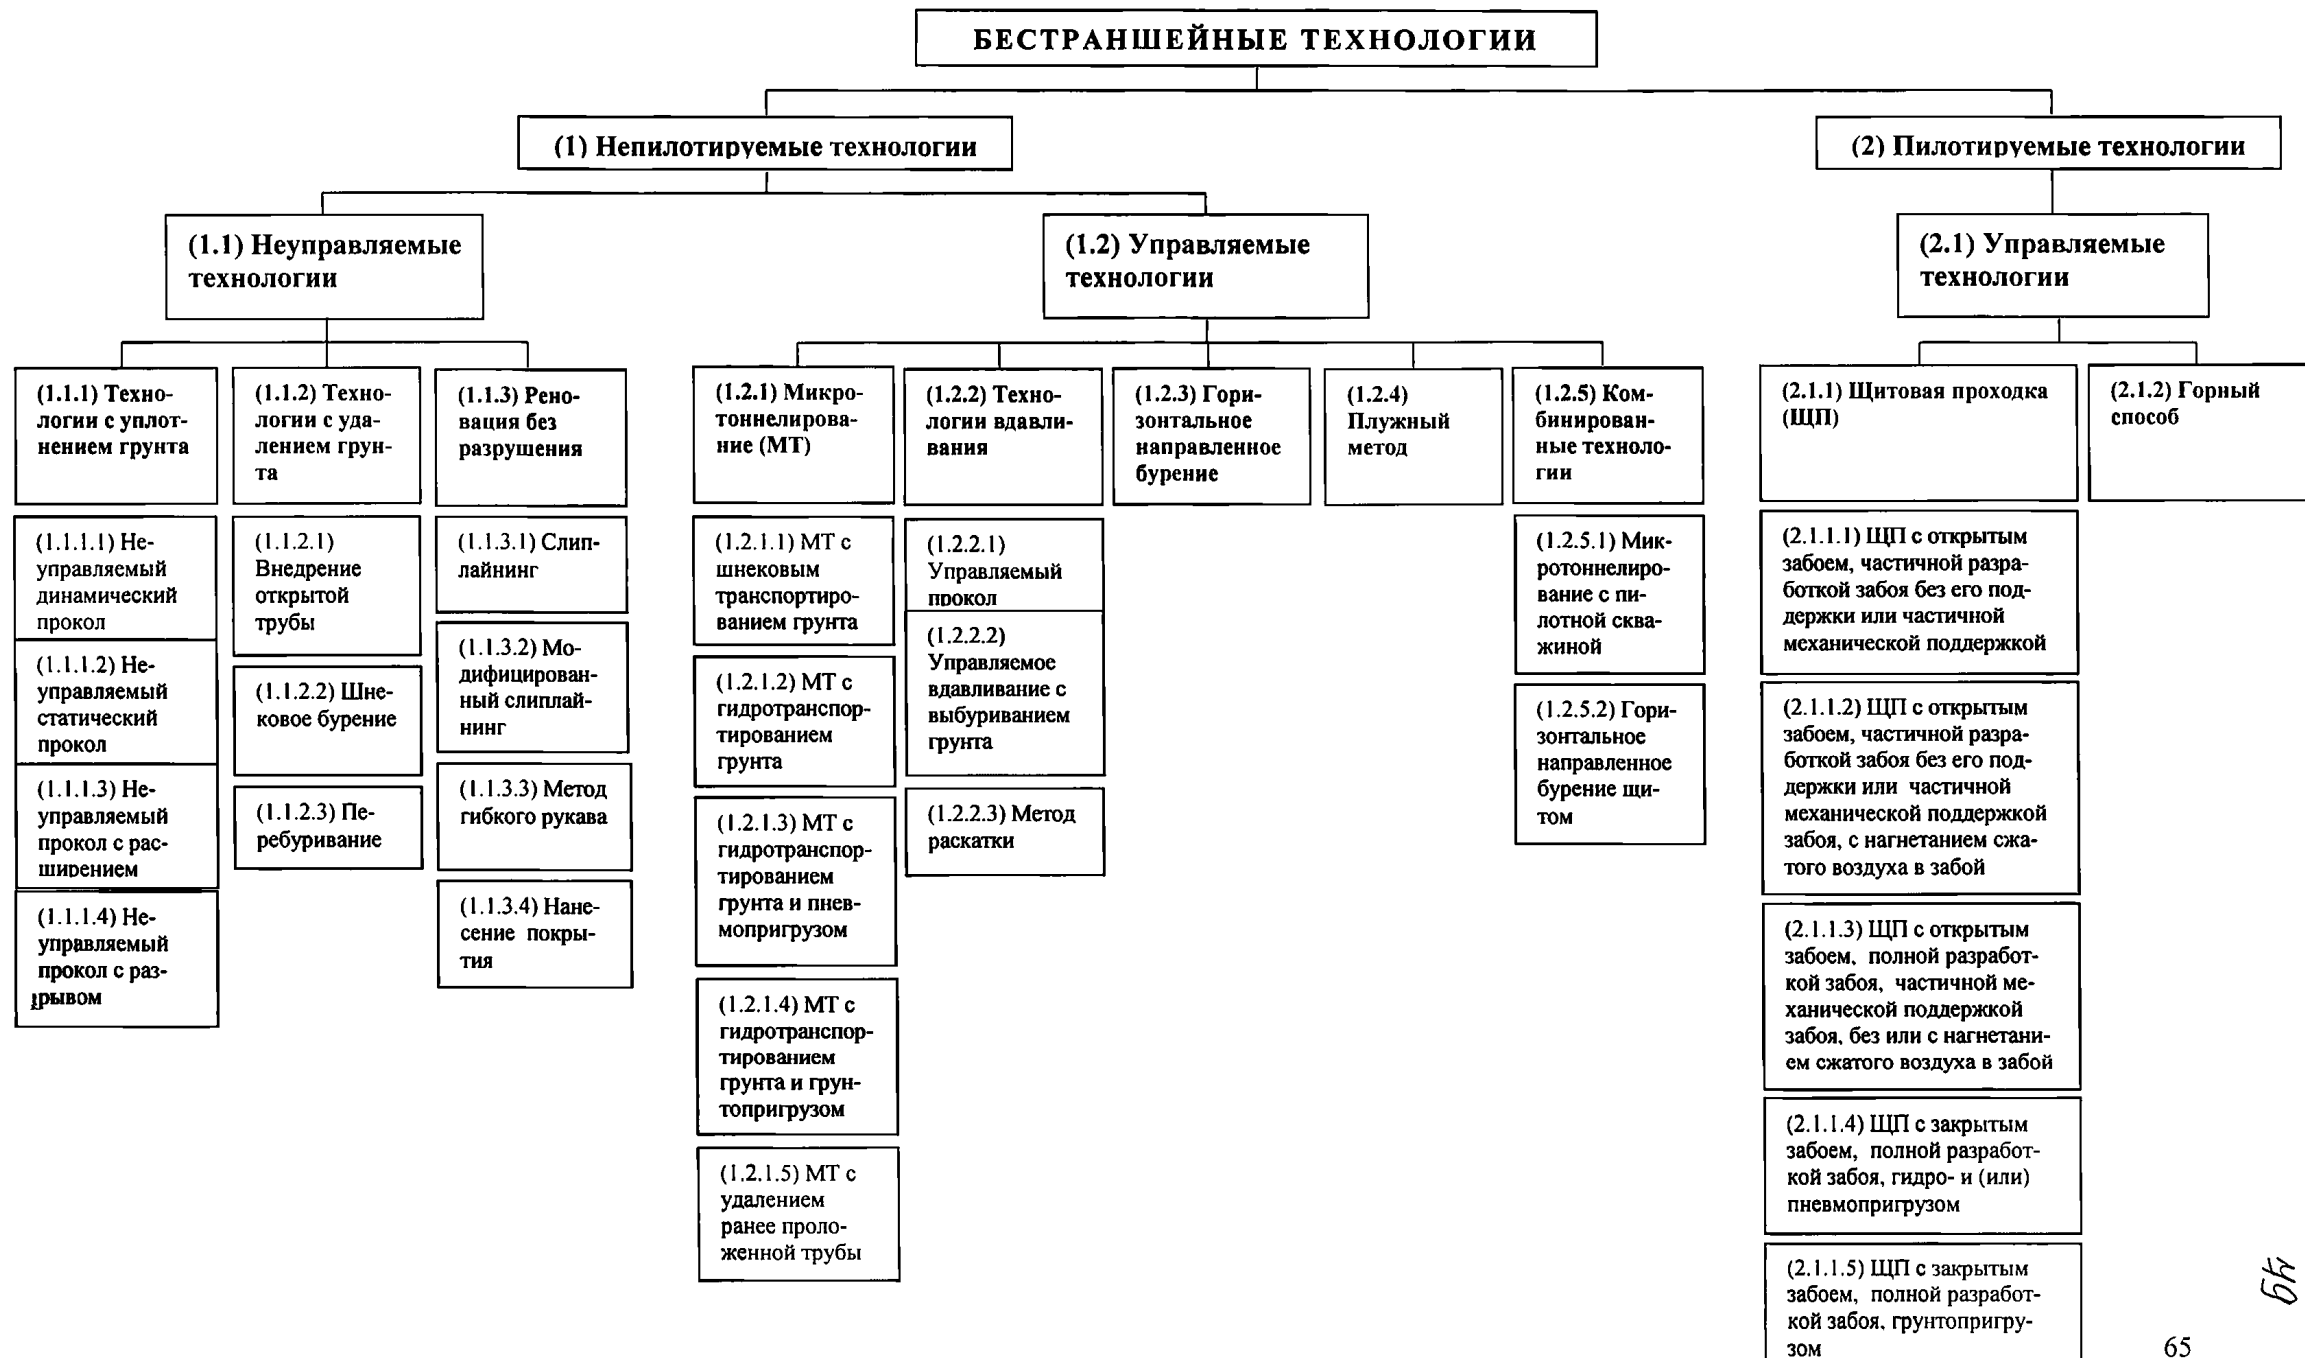 БЕСТРАНШЕЙНЫЕ ТЕХНОЛОГИИ
(1) Непилотируемые технологии
(2) Пилотируемые технологии
(1.1) Неуправляемые
технологии
(1.2) Управляемые
технологии
(2.1) Управляемые
технологии
(1.1.1) Техно-
логии с уплот-
нением грунта
(1.1.2) Техно-
логии с уда-
лением грун-
та
(1.1.3) Рено-
вация без
разрушения
(1.2.1) Микро-
тоннелирова-
ние (МТ)
(1.2.2) Техно-
логии вдавли-
вания
(1.2.3) Гори-
зонтальное
направленное
бурение
(1.2.4)
Плужный
метод
(1.2.5) Ком-
бинирован-
ные техноло-
гии
(2.1.1) Щитовая проходка
(ЩП)
(2.1.2) Горный
способ
(1.1.1.1) Не-
управляемый
динамический
прокол
(1.1.1.2) Не-
управляемый
статический
прокол
(1.1.1.3) Не-
управляемый
прокол с рас-
ширением
(1.1.1.4) Не-
управляемый
прокол с раз-
рывом
(1.1.2.1)
Внедрение
открытой
трубы
(1.1.2.2) Шне-
ковое бурение
(1.1.2.3) Пе-
ребуривание
(1.1.3.1) Слип-
лайнинг
(1.1.3.2) Мо-
дифицирован-
ный слиплай-
нинг
(1.1.3.3) Метод
гибкого рукава
(1.1.3.4) Нане-
сение покры-
тия
(1.2.1.1) МТ с
шнековым
транспортиро-
ванием грунта
(1.2.1.2) МТ с
гидротранспор-
тированием
грунта
(1.2.1.3) МТ с
гидротранспор-
тированием
грунта и пнев-
мопригрузом
(1.2.1.4) МТ с
гидротранспор-
тированием
грунта и грун-
топригрузом
(1.2.1.5) МТ с
удалением
ранее проло-
женной трубы
(1.2.2.1)
Управляемый
прокол
(1.2.2.2)
Управляемое
вдавливание с
выбуриванием
грунта
(1.2.2.3) Метод
раскатки
(1.2.5.1) Мик-
ротоннелиро-
вание с пи-
лотной сква-
жиной
(1.2.5.2) Гори-
зонтальное
направленное
бурение щи-
том
(2.1.1.1) ЩП с открытым
забоем, частичной разра-
боткой забоя без его под-
держки или частичной
механической поддержкой
(2.1.1.2) ЩП с открытым
забоем, частичной разра-
боткой забоя без его под-
держки или частичной
механической поддержкой
забоя, с нагнетанием сжа-
того воздуха в забой
(2.1.1.3) ЩП с открытым
забоем, полной разработ-
кой забоя, частичной ме-
ханической поддержкой
забоя, без или с нагнетани-
ем сжатого воздуха в забой
(2.1.1.4) ЩП с закрытым
забоем, полной разработ-
кой забоя, гидро- и (или)
пневмопригрузом
(2.1.1.5) ЩП с закрытым
забоем, полной разработ-
кой забоя, грунтопригру-
зом
65